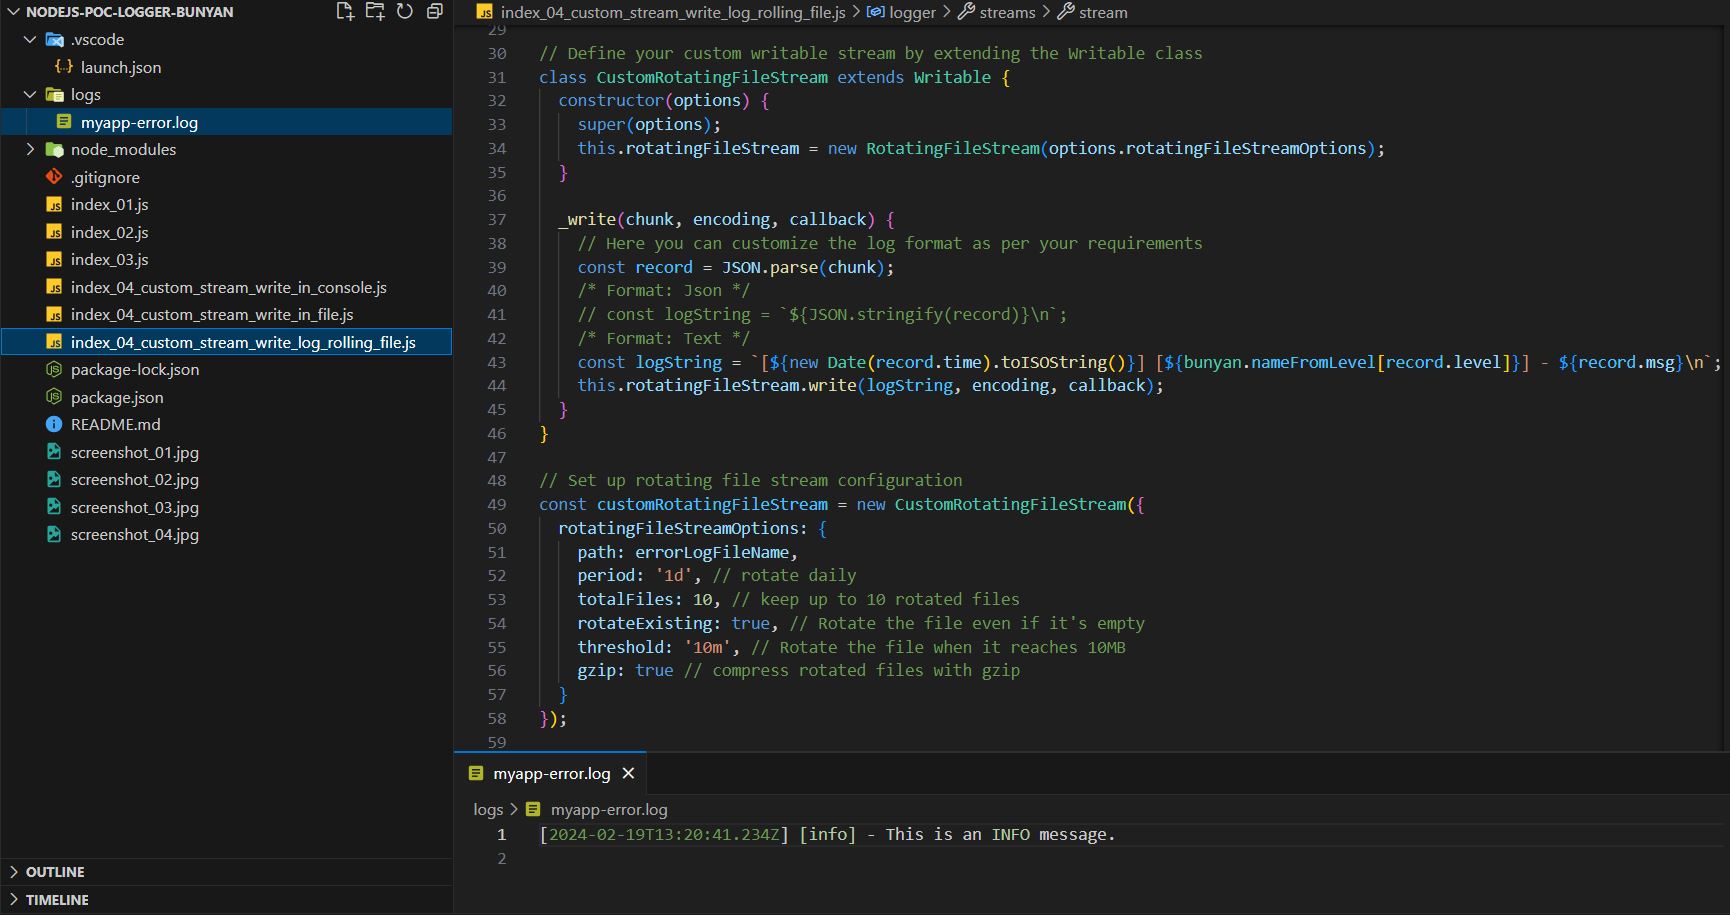 NODEJS-POC-LOGGER-BUNYAN
.vscode
launch.json
logs
myapp-error.log
node_modules
.gitignore
index_01.js
index_02.js
index_03.js
index_04_custom_stream_write_in_console.js
index_04_custom_stream_write_in_file.js
index_04_custom_stream_write_log_rolling_file.js
package-lock.json
package.json
README.md
screenshot_01.jpg
screenshot_02.jpg
screenshot_03.jpg
screenshot_04.jpg
OUTLINE
TIMELINE
JS index_04_custom_stream_write_log_rolling_file.js > logger > streams > stream
29
30 // Define your custom writable stream by extending the Writable class
31 class CustomRotatingFileStream extends Writable {
32 constructor(options) {
33 super(options);
34 this.rotatingFileStream = new RotatingFileStream(options.rotatingFileStreamOptions);
35 }
36
37 _write(chunk, encoding, callback) {
38 // Here you can customize the log format as per your requirements
39 const record = JSON.parse(chunk);
40 /* Format: Json */
41 // const logString = `${JSON.stringify(record)}\n`;
42 /* Format: Text */
43 const logString = `[${new Date(record.time).toISOString()}] [${bunyan.nameFromLevel[record.level]}] - ${record.msg}\n`;
44 this.rotatingFileStream.write(logString, encoding, callback);
45 }
46 }
47
48 // Set up rotating file stream configuration
49 const customRotatingFileStream = new CustomRotatingFileStream({
50 rotatingFileStreamOptions: {
51 path: errorLogFileName,
52 period: '1d', // rotate daily
53 totalFiles: 10, // keep up to 10 rotated files
54 rotateExisting: true, // Rotate the file even if it's empty
55 threshold: '10m', // Rotate the file when it reaches 10MB
56 gzip: true // compress rotated files with gzip
57 }
58 });
59
myapp-error.log
logs > myapp-error.log
1 [2024-02-19T13:20:41.234Z] [info] - This is an INFO message.
2